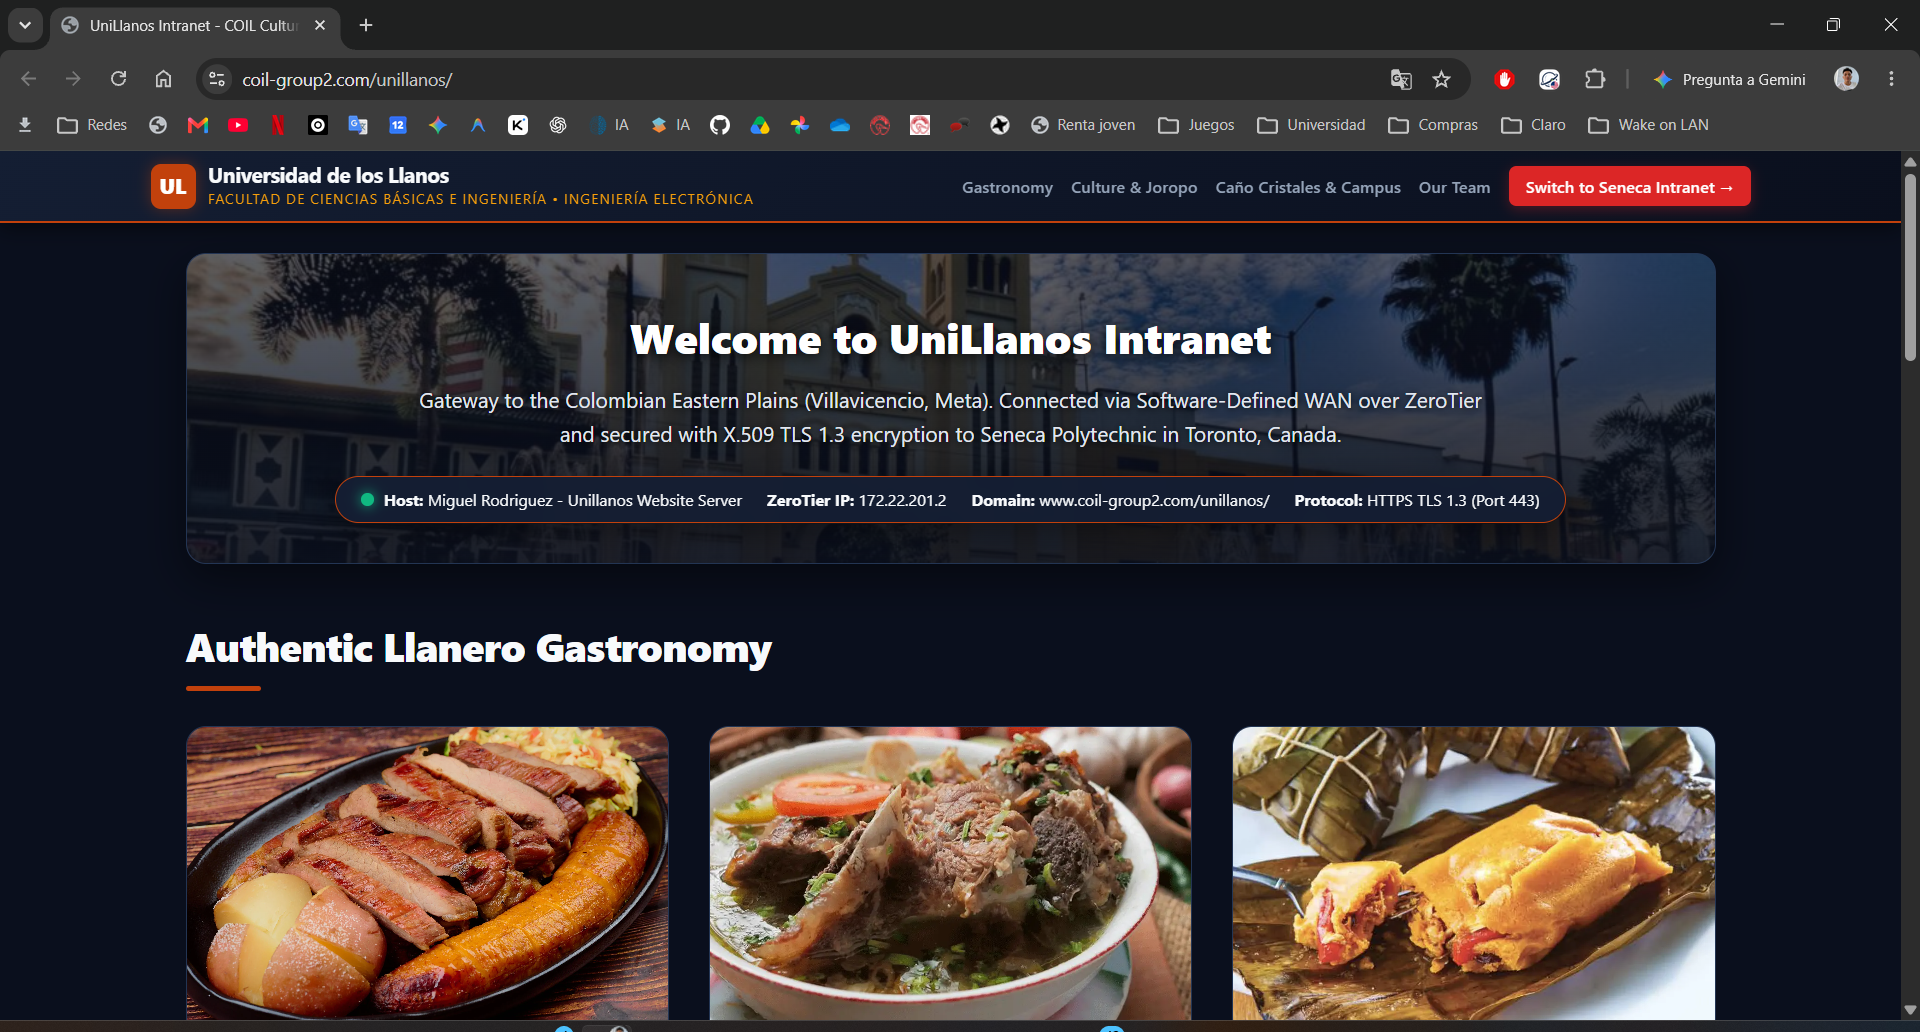 UniLlanos Intranet - COIL Cultu
coil-group2.com/unillanos/
Pregunta a Gemini
Redes
12
K
IA
IA
Renta joven
Juegos
Universidad
Compras
Claro
Wake on LAN
UL
Universidad de los Llanos
FACULTAD DE CIENCIAS BÁSICAS E INGENIERÍA • INGENIERÍA ELECTRÓNICA
Gastronomy
Culture & Joropo
Caño Cristales & Campus
Our Team
Switch to Seneca Intranet →
Welcome to UniLlanos Intranet
Gateway to the Colombian Eastern Plains (Villavicencio, Meta). Connected via Software-Defined WAN over ZeroTier
and secured with X.509 TLS 1.3 encryption to Seneca Polytechnic in Toronto, Canada.
Host: Miguel Rodriguez - Unillanos Website Server ZeroTier IP: 172.22.201.2 Domain: www.coil-group2.com/unillanos/ Protocol: HTTPS TLS 1.3 (Port 443)
Authentic Llanero Gastronomy